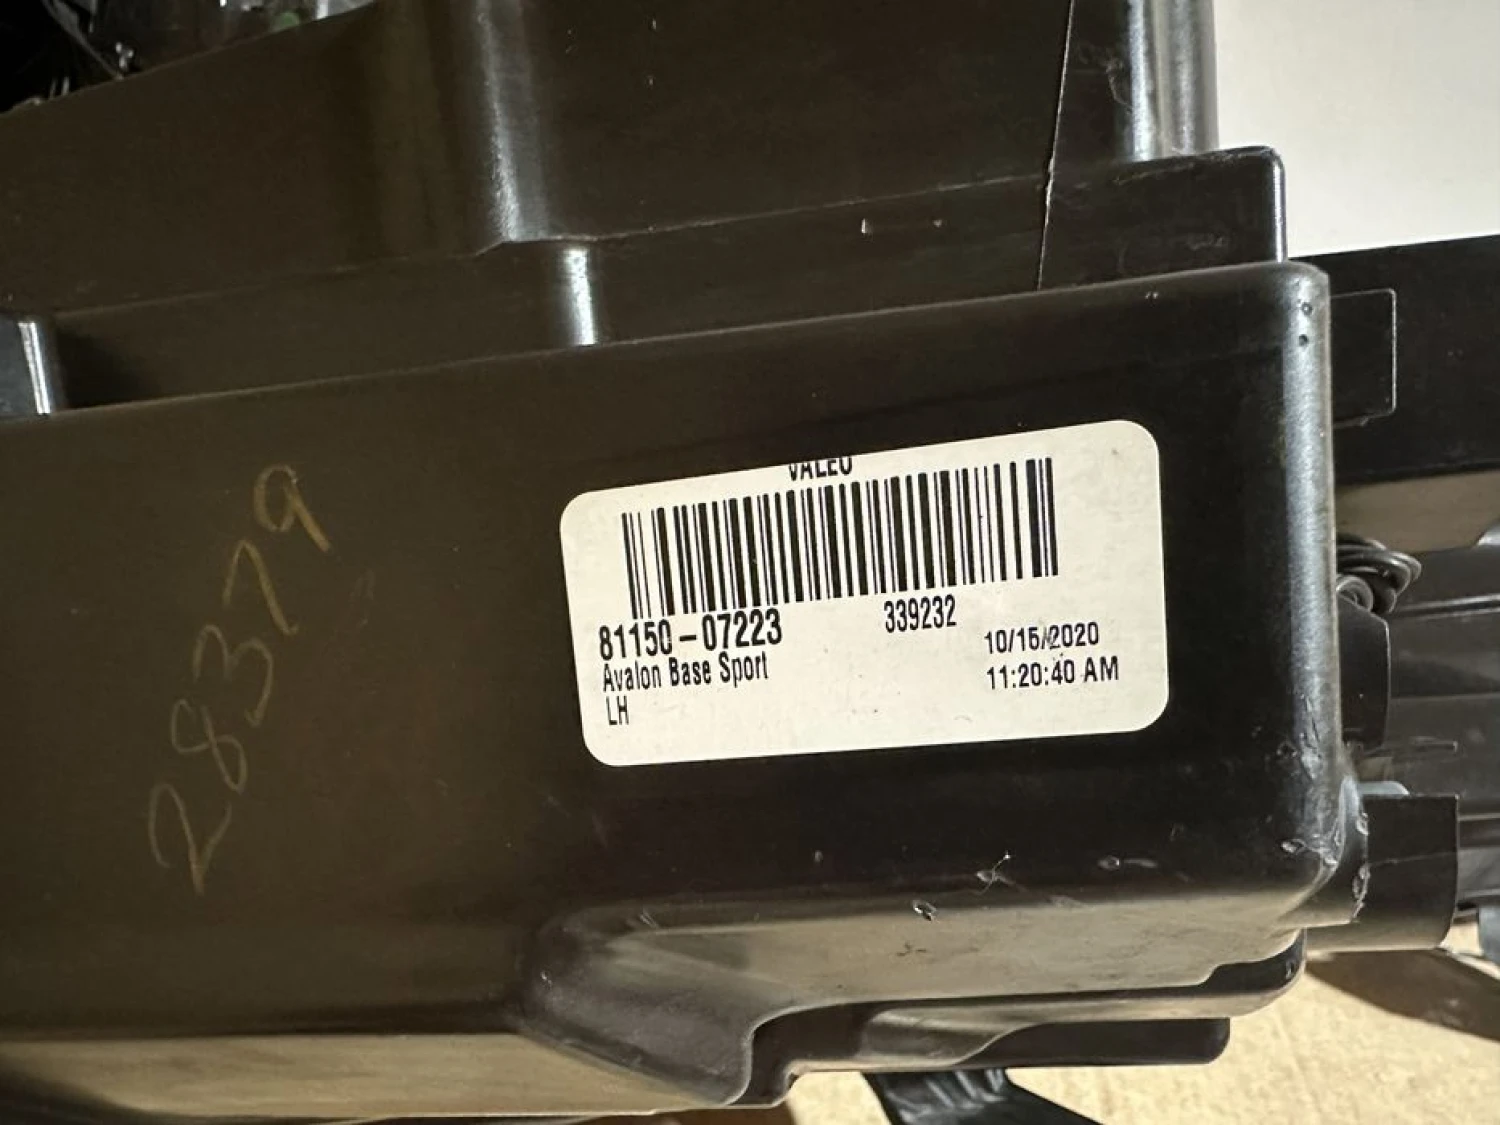 VALEO
81150-07223
339232
Avalon Base Sport
10/15/2020
LH
11:20:40 AM
28379